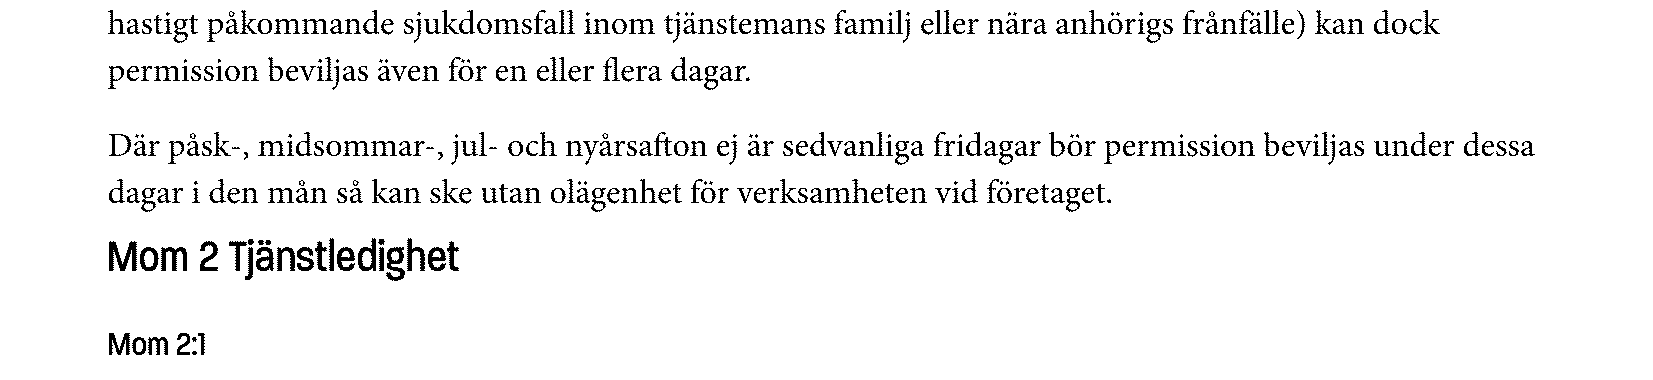 hastigt påkommande sjukdomsfall inom tjänstemans familj eller nära anhörigs frånfälle) kan dock
permission beviljas även för en eller flera dagar.
Där påsk-, midsommar-, jul- och nyårsafton ej är sedvanliga fridagar bör permission beviljas under dessa
dagar i den mån så kan ske utan olägenhet för verksamheten vid företaget.
Mom 2 Tjänstledighet
Mom 2:1